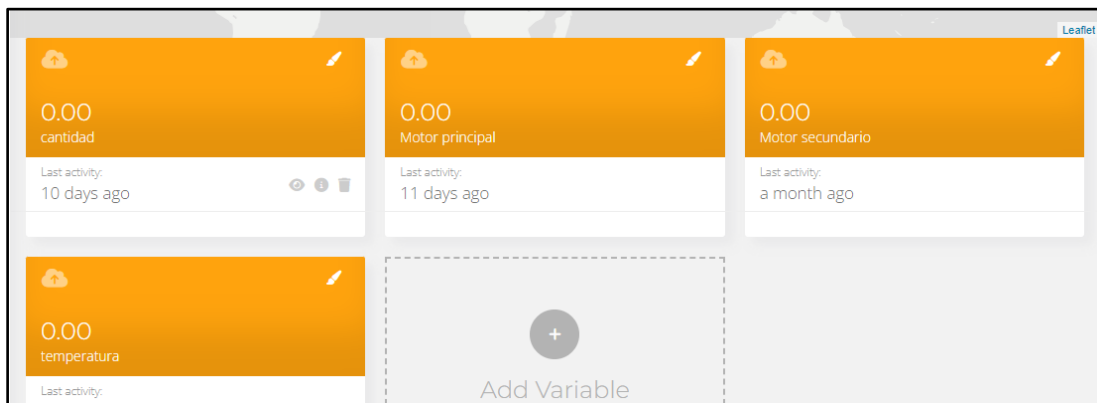 Leaflet
0.00
cantidad
Last activity:
10 days ago
0.00
Motor principal
Last activity:
11 days ago
0.00
Motor secundario
Last activity:
a month ago
0.00
temperatura
Last activity:
Add Variable